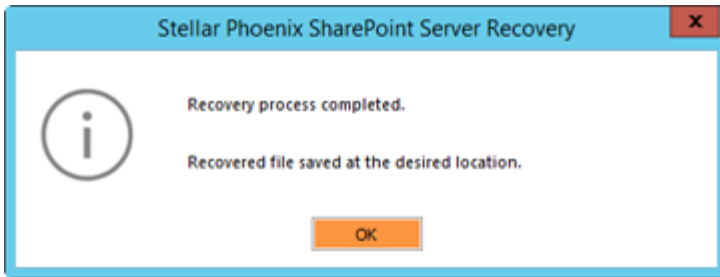 Stellar Phoenix SharePoint Server Recovery
x
i
Recovery process completed.
Recovered file saved at the desired location.
OK